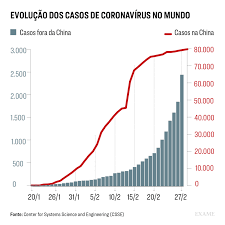 EVOLUÇÃO DOS CASOS DE CORONAVÍRUS NO MUNDO
Casos fora da China
Casos na China
3.000
2.500
2.000
1.500
1.000
500
0
80.000
70.000
60.000
50.000
40.000
30.000
20.000
10.000
0
20/1 26/1 31/1 5/2 10/2 15/2 20/2 27/2
Fonte: Center for Systems Science and Engineering (CSSE)
EXAME